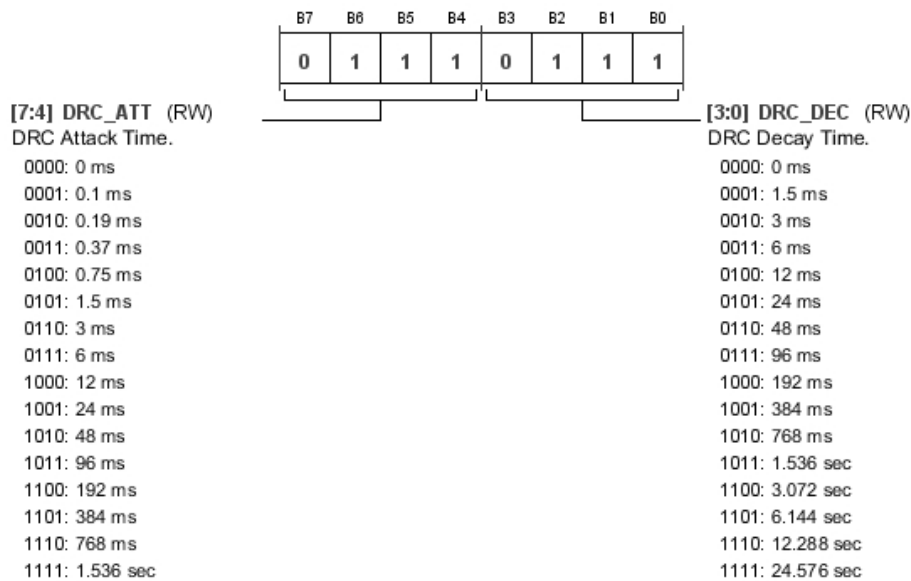 B7 B6 B5 B4 B3 B2 B1 B0
0 1 1 1 0 1 1 1
[7:4] DRC_ATT (RW)
DRC Attack Time.
0000: 0 ms
0001: 0.1 ms
0010: 0.19 ms
0011: 0.37 ms
0100: 0.75 ms
0101: 1.5 ms
0110: 3 ms
0111: 6 ms
1000: 12 ms
1001: 24 ms
1010: 48 ms
1011: 96 ms
1100: 192 ms
1101: 384 ms
1110: 768 ms
1111: 1.536 sec
[3:0] DRC_DEC (RW)
DRC Decay Time.
0000: 0 ms
0001: 1.5 ms
0010: 3 ms
0011: 6 ms
0100: 12 ms
0101: 24 ms
0110: 48 ms
0111: 96 ms
1000: 192 ms
1001: 384 ms
1010: 768 ms
1011: 1.536 sec
1100: 3.072 sec
1101: 6.144 sec
1110: 12.288 sec
1111: 24.576 sec